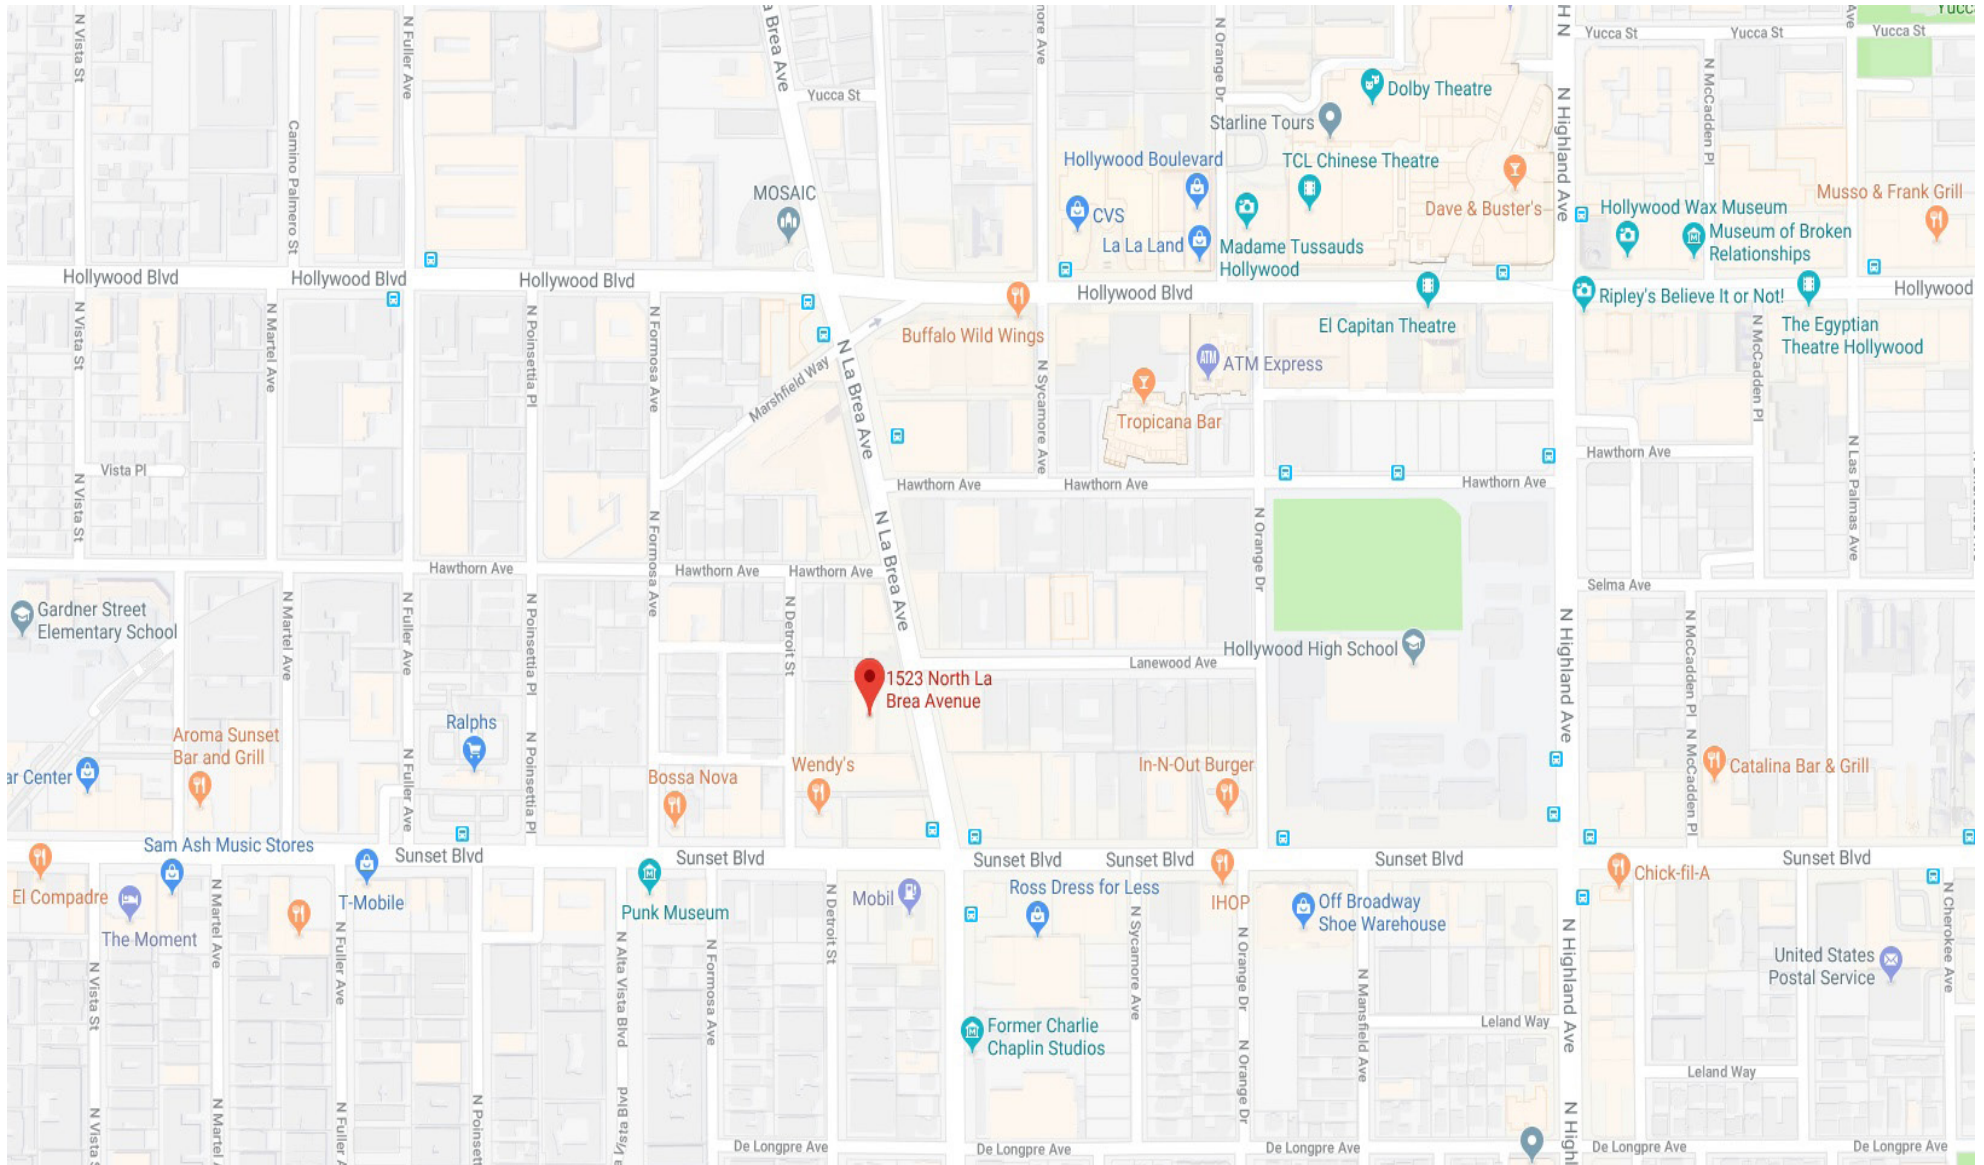 N Vista St
N Fuller Ave
a Brea Ave
Yucca St
more Ave
N Orange Dr
Dolby Theatre
Starline Tours
H N
Yucca St
Yucca St
Ave
Yucca
Yucca St
N McCadden Pl
N Highland Ave
Camino Palmero St
MOSAIC
Hollywood Boulevard
TCL Chinese Theatre
CVS
La La Land
Madame Tussauds
Hollywood
Dave & Buster's
Hollywood Wax Museum
Museum of Broken
Relationships
Musso & Frank Grill
Hollywood Blvd
Hollywood Blvd
Hollywood Blvd
Hollywood Blvd
Hollywood
Ripley's Believe It or Not!
The Egyptian
Theatre Hollywood
El Capitan Theatre
Buffalo Wild Wings
ATM
ATM Express
Tropicana Bar
N Vista St
N Martel Ave
N Poinsettia Pl
N Formosa Ave
Marshfield Way
N La Brea Ave
N Sycamore Ave
N McCadden Pl
N Las Palmas Ave
Vista Pl
N Vista St
Hawthorn Ave
Hawthorn Ave
Hawthorn Ave
Hawthorn Ave
N Formosa Ave
N La Brea Ave
N Orange Dr
Hawthorn Ave
Hawthorn Ave
Hawthorn Ave
Selma Ave
Gardner Street
Elementary School
N Martel Ave
N Fuller Ave
N Poinsettia Pl
N Detroit St
Hollywood High School
Lanewood Ave
N Highland Ave
N McCadden Pl
1523 North La
Brea Avenue
Aroma Sunset
Bar and Grill
Ralphs
N Fuller Ave
N Poinsettia Pl
ar Center
Bossa Nova
Wendy's
In-N-Out Burger
N McCadden Pl
Catalina Bar & Grill
Sam Ash Music Stores
Sunset Blvd
Sunset Blvd
Sunset Blvd
Sunset Blvd
Sunset Blvd
Sunset Blvd
El Compadre
The Moment
T-Mobile
Punk Museum
Mobil
Ross Dress for Less
IHOP
Off Broadway
Shoe Warehouse
Chick-fil-A
United States
Postal Service
N Martel Ave
N Fuller Ave
N Alta Vista Blvd
N Formosa Ave
N Detroit St
N Sycamore Ave
N Orange Dr
N Mansfield Ave
N Highland Ave
N Cherokee Ave
N Vista St
Former Charlie
Chaplin Studios
Leland Way
Leland Way
N Vista S
N Martel A
N Fuller A
N Poinsett
a Vista Blvd
N Orange Dr
N Highl
De Longpre Ave
De Longpre Ave
De Longpre Ave
De Longpre Ave
De Longpre Ave